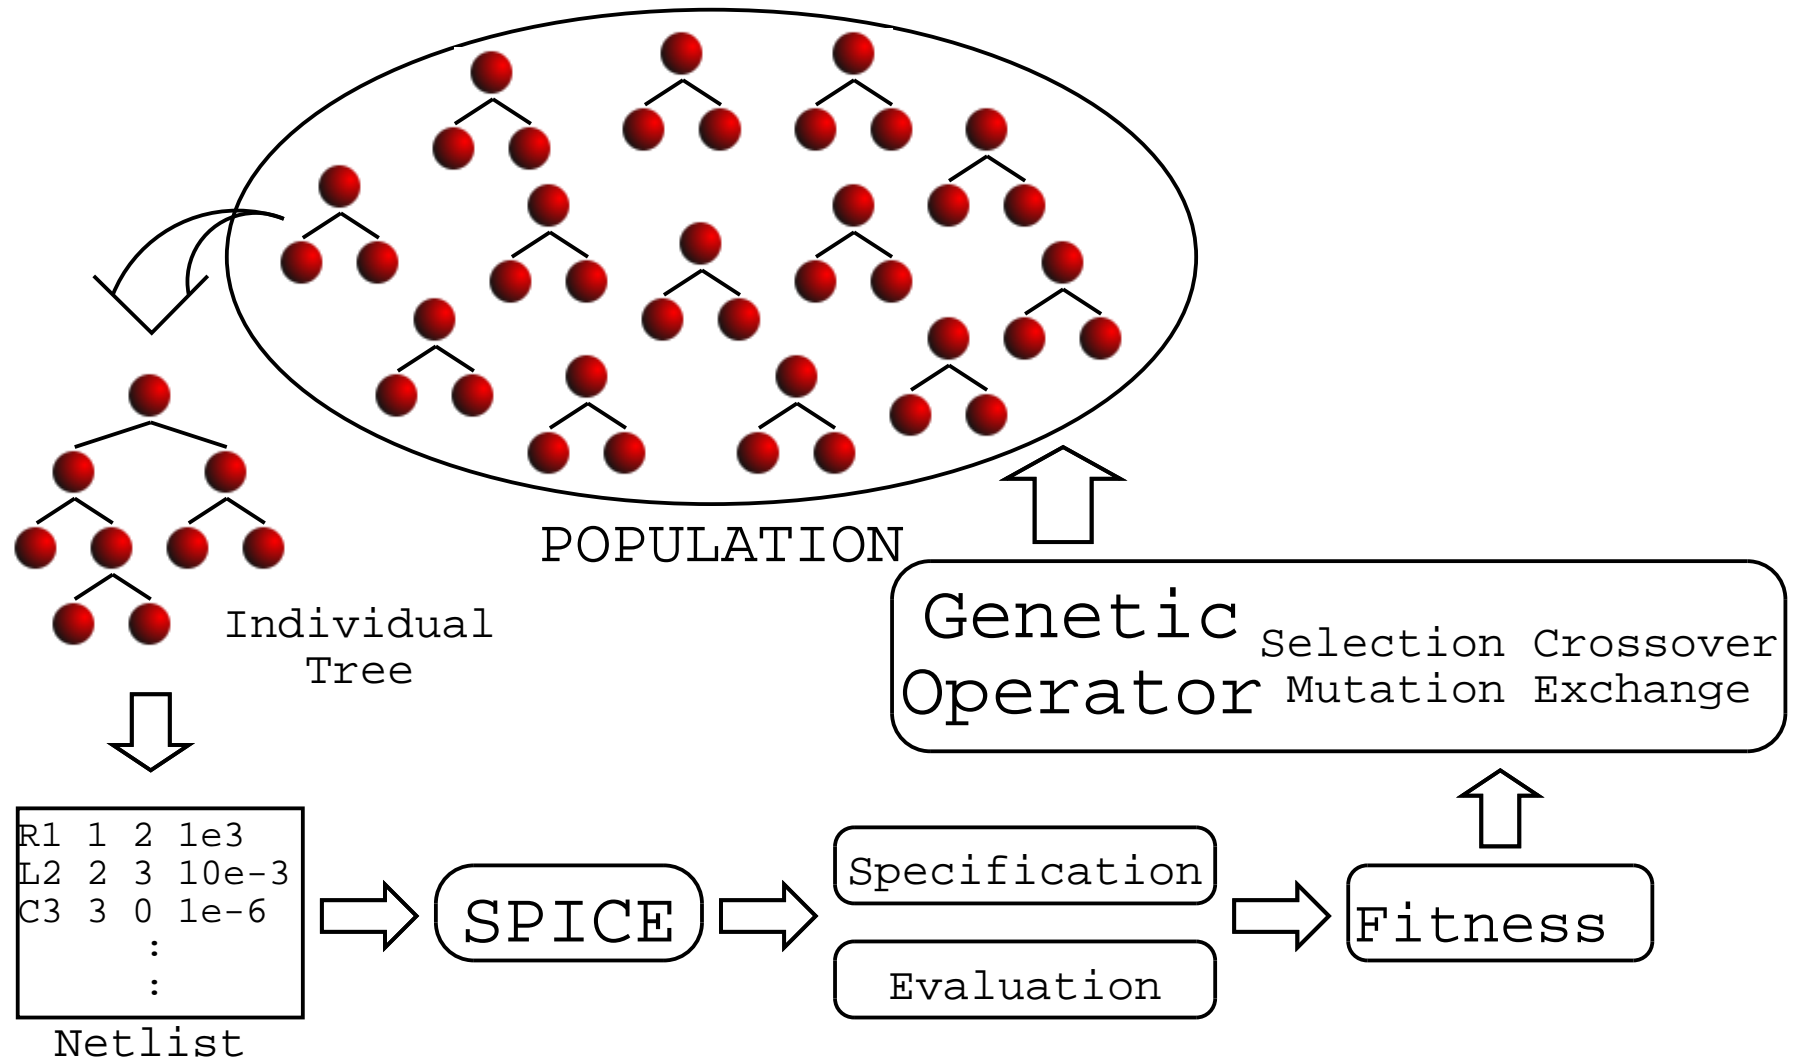 POPULATION
Individual
Tree
Genetic
Operator
Selection Crossover
Mutation Exchange
R1 1 2 1e3
L2 2 3 10e-3
C3 3 0 1e-6
:
:
Netlist
SPICE
Specification
Evaluation
Fitness